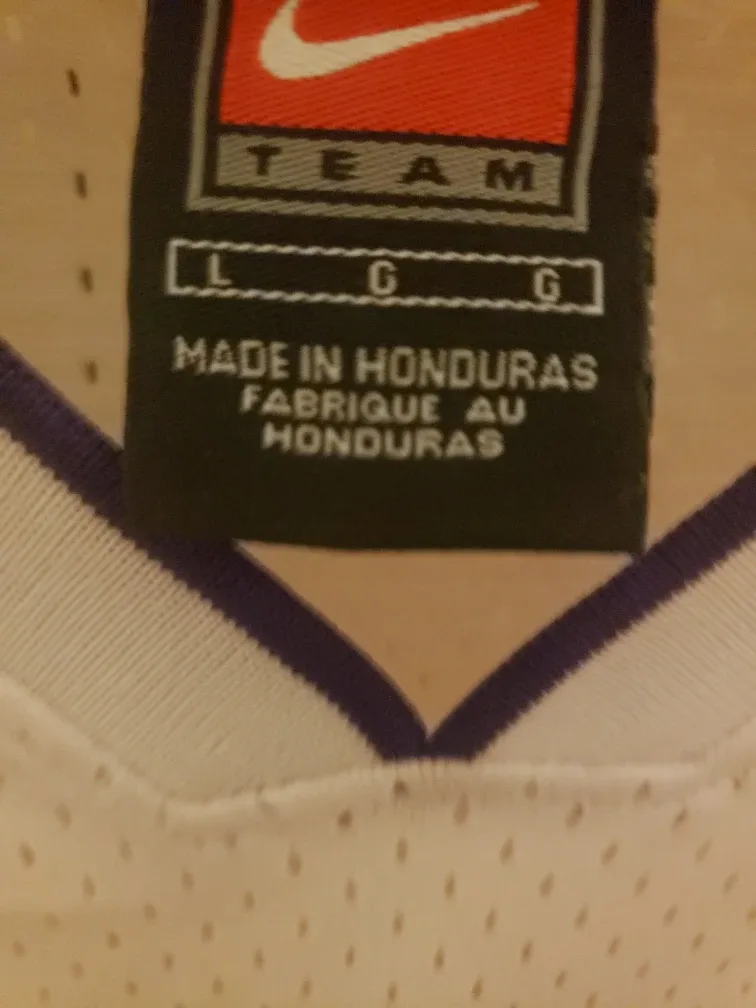 TEAM
L G G
MADE IN HONDURAS
FABRIQUE AU
HONDURAS